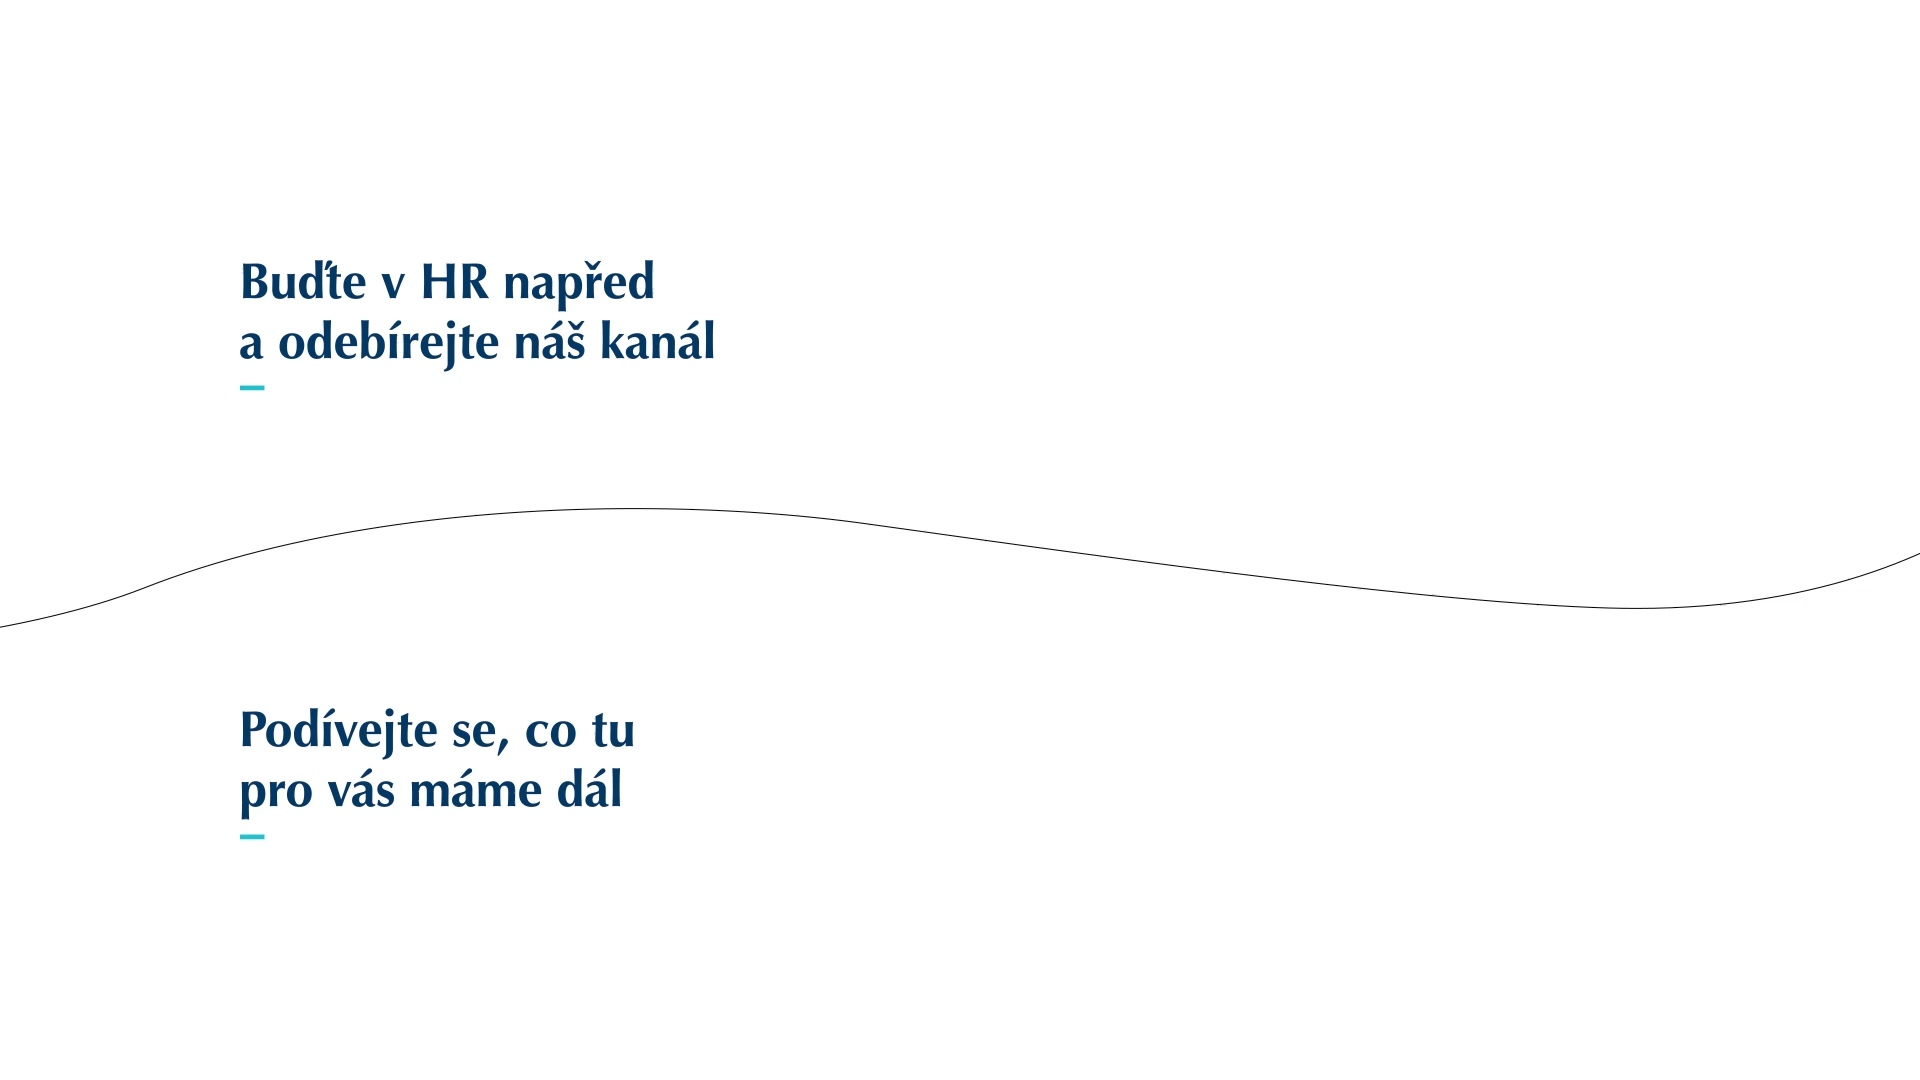 Buďte v HR napřed
a odebírejte náš kanál
Podívejte se, co tu
pro vás máme dál